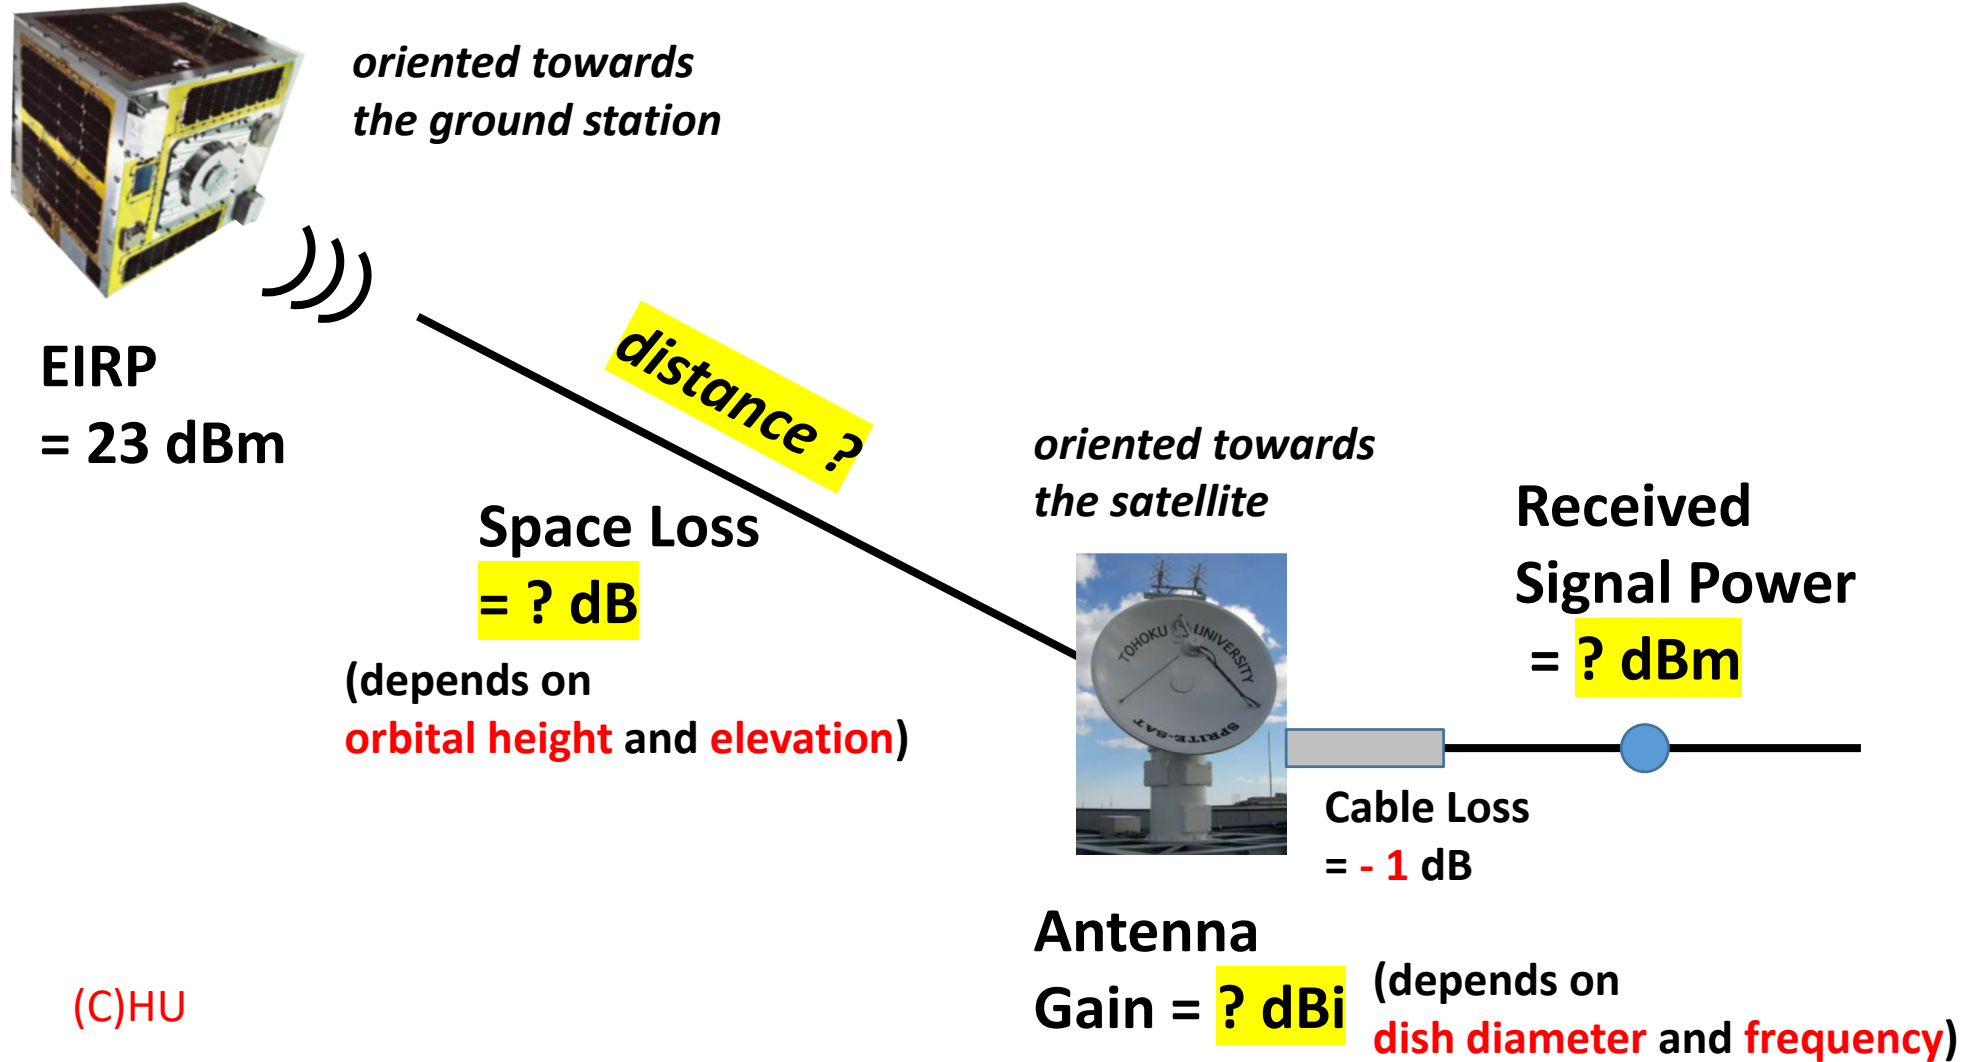 oriented towards
the ground station
EIRP
= 23 dBm
distance ?
Space Loss
= ? dB
(depends on
orbital height and elevation)
oriented towards
the satellite
TOHOKU UNIVERSITY
SPRITE-SAT
Received
Signal Power
= ? dBm
Cable Loss
= - 1 dB
Antenna
Gain = ? dBi
(depends on
dish diameter and frequency)
(C)HU